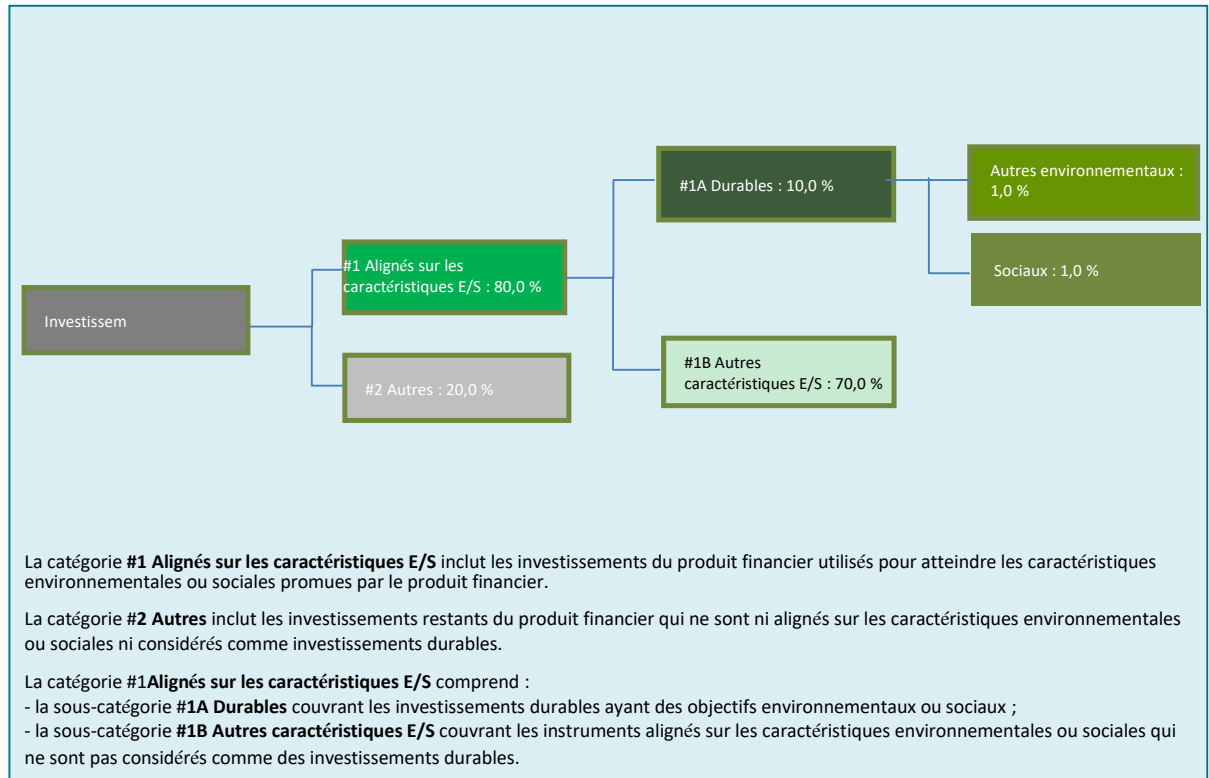 Investissem
#1 Alignés sur les
caractéristiques E/S : 80,0 %
#2 Autres : 20,0 %
#1A Durables : 10,0 %
#1B Autres
caractéristiques E/S : 70,0 %
Autres environnementaux :
1,0 %
Sociaux : 1,0 %
La catégorie #1 Alignés sur les caractéristiques E/S inclut les investissements du produit financier utilisés pour atteindre les caractéristiques
environnementales ou sociales promues par le produit financier.
La catégorie #2 Autres inclut les investissements restants du produit financier qui ne sont ni alignés sur les caractéristiques environnementales
ou sociales ni considérés comme investissements durables.
La catégorie #1Alignés sur les caractéristiques E/S comprend :
- la sous-catégorie #1A Durables couvrant les investissements durables ayant des objectifs environnementaux ou sociaux ;
- la sous-catégorie #1B Autres caractéristiques E/S couvrant les instruments alignés sur les caractéristiques environnementales ou sociales qui
ne sont pas considérés comme des investissements durables.